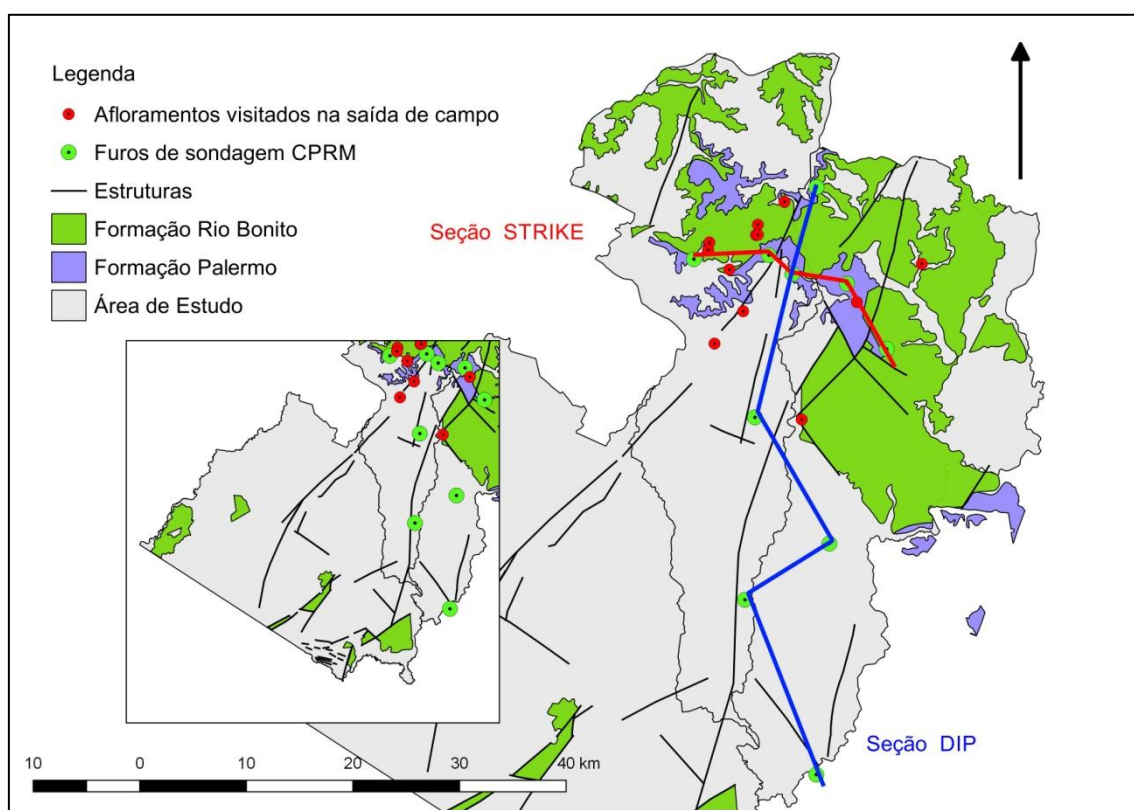 Legenda
Afloramentos visitados na saída de campo
Furos de sondagem CPRM
Estruturas
Formação Rio Bonito
Formação Palermo
Área de Estudo
Seção STRIKE
Seção DIP
10 0 10 20 30 40 km